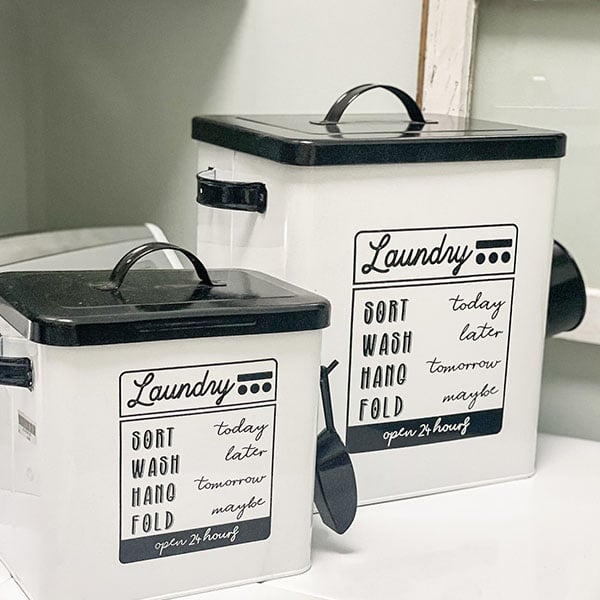 Laundry
SORT today
WASH later
HANG tomorrow
FOLD maybe
open 24 hours
Laundry
SORT today
WASH later
HANG tomorrow
FOLD maybe
open 24 hours